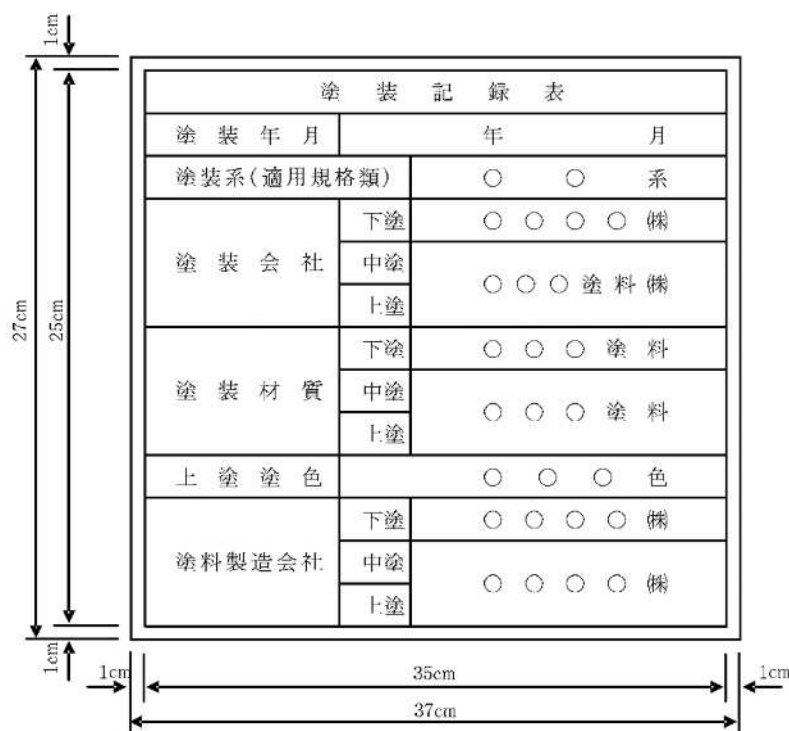 1cm
塗装記録表
塗装年月 年 月
塗装系(適用規格類) ○ ○ 系
下塗 ○○○○㈱
塗装会社 中塗 ○○○塗料㈱
上塗
下塗 ○○○塗料
塗装材質 中塗 ○○○塗料
上塗
上塗塗色 ○○○色
下塗 ○○○○㈱
塗料製造会社 中塗 ○○○○㈱
上塗
27cm
25cm
1cm
1cm
35cm
1cm
37cm